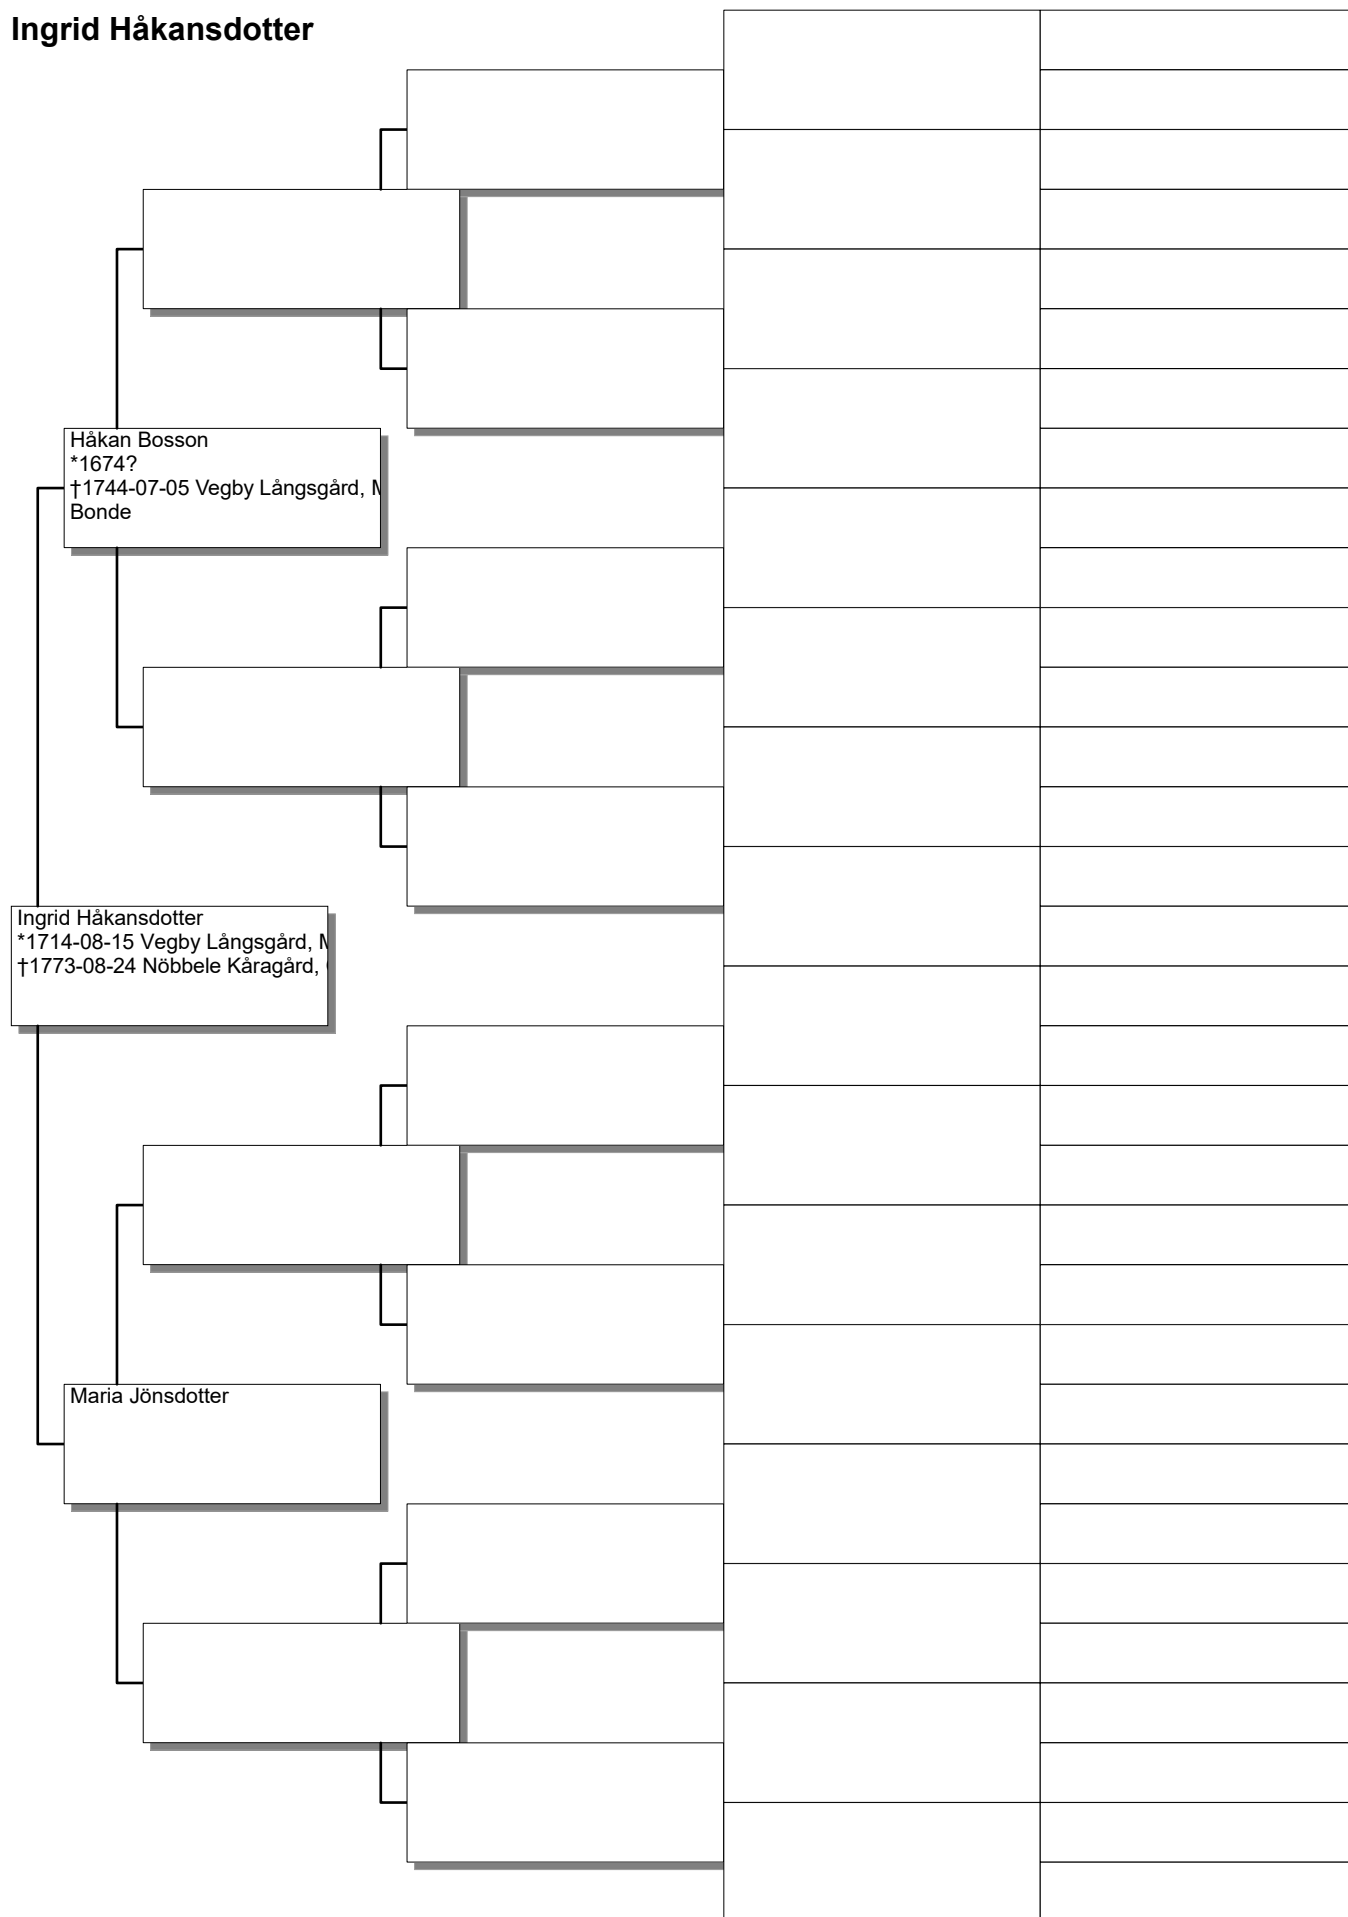 Ingrid Håkansdotter
Håkan Bosson
*1674?
†1744-07-05 Vegby Långsgård,
Bonde
Ingrid Håkansdotter
*1714-08-15 Vegby Långsgård,
†1773-08-24 Nöbbele Kåragård,
Maria Jönsdotter